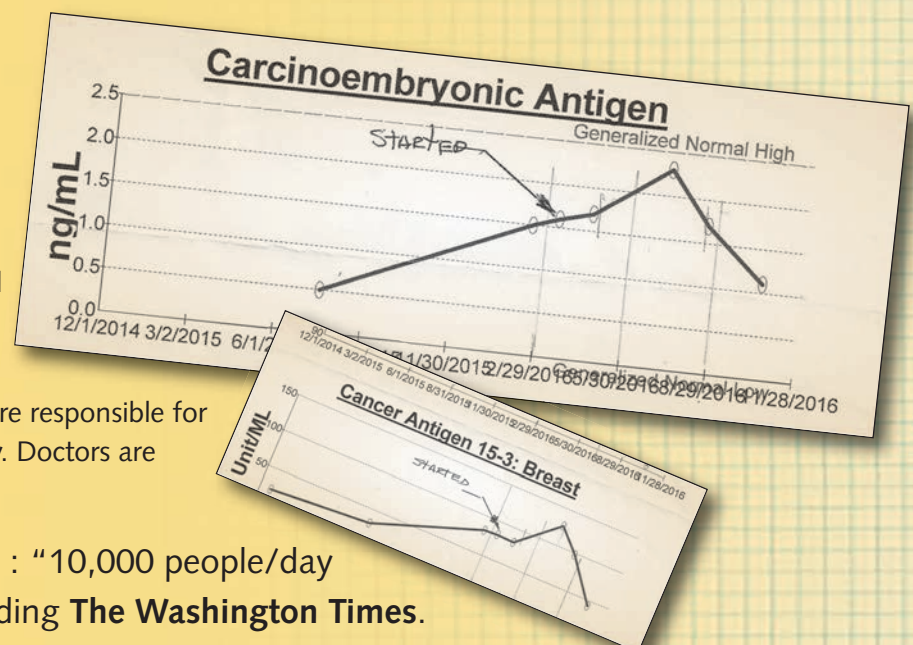 Carcinoembryonic Antigen
Generalized Normal High
STARTED
ng/mL
2.5
2.0
1.5
1.0
0.5
0.0
12/1/2014 3/2/2015 6/1/2 11/30/2015 2/29/2016 5/30/2016 8/29/2016 11/28/2016
Generalized Normal Low
re responsible for
. Doctors are
12/1/2014 3/2/2015 6/1/2015 8/31/2015 11/30/2015 2/29/2016 5/30/2016 8/29/2016 11/28/2016
Cancer Antigen 15-3: Breast
STARTED
Unit/ML
150
100
50
: “10,000 people/day
ding The Washington Times.